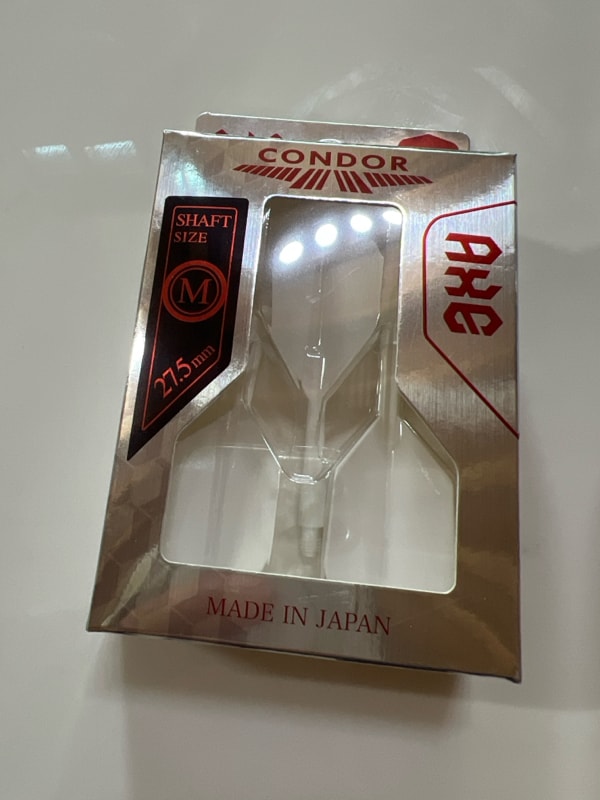 CONDOR
SHAFT
SIZE
M
27.5mm
AXE
MADE IN JAPAN